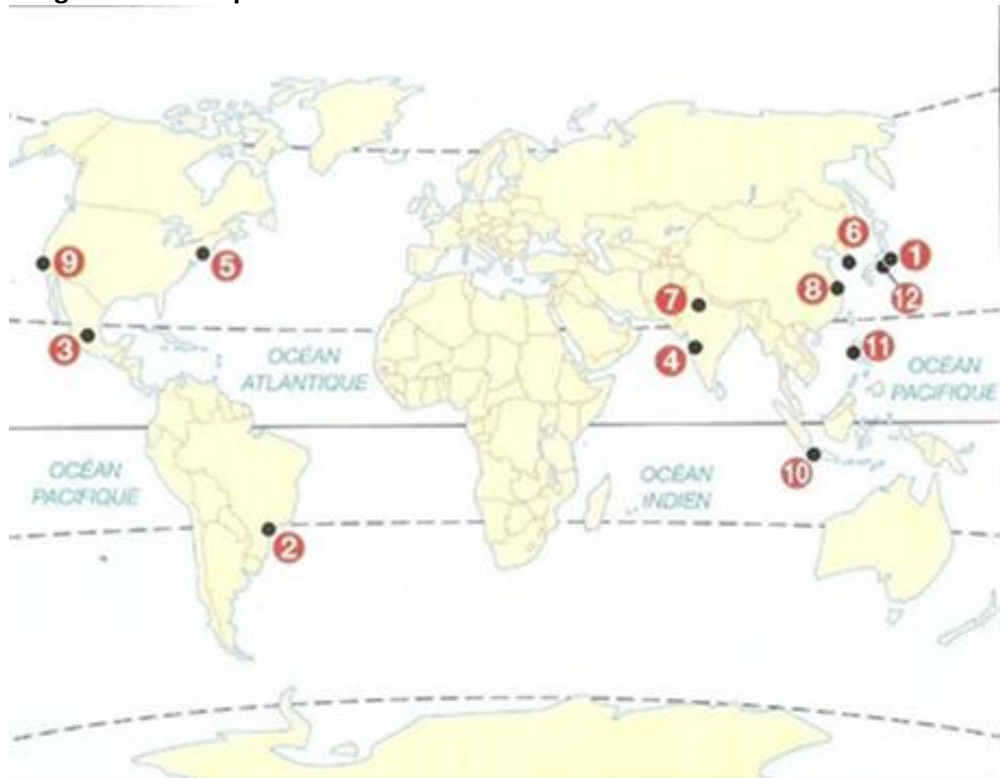 6
1
9
5
7
8
12
3
OCÉAN
ATLANTIQUE
4
11
OCÉAN
PACIFIQUE
OCÉAN
PACIFIQUE
10
OCÉAN
INDIEN
2